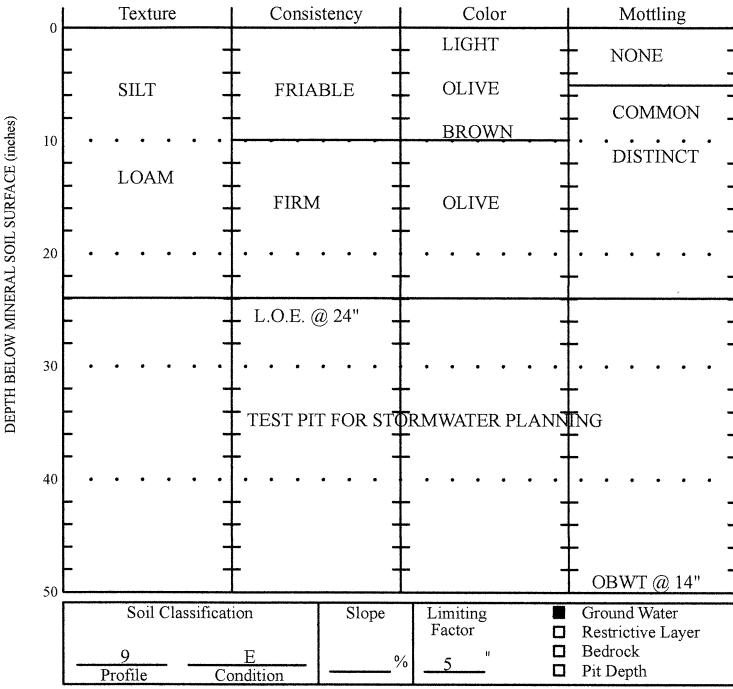 Texture Consistency Color Mottling
0
LIGHT
NONE
SILT FRIABLE OLIVE
COMMON
BROWN
10
DISTINCT
LOAM
FIRM OLIVE
20
L.O.E. @ 24"
30
TEST PIT FOR STORMWATER PLANNING
40
OBWT @ 14"
50
DEPTH BELOW MINERAL SOIL SURFACE (inches)
Soil Classification Slope Limiting Factor
9 Profile
E Condition
%
5 "
Ground Water
Restrictive Layer
Bedrock
Pit Depth